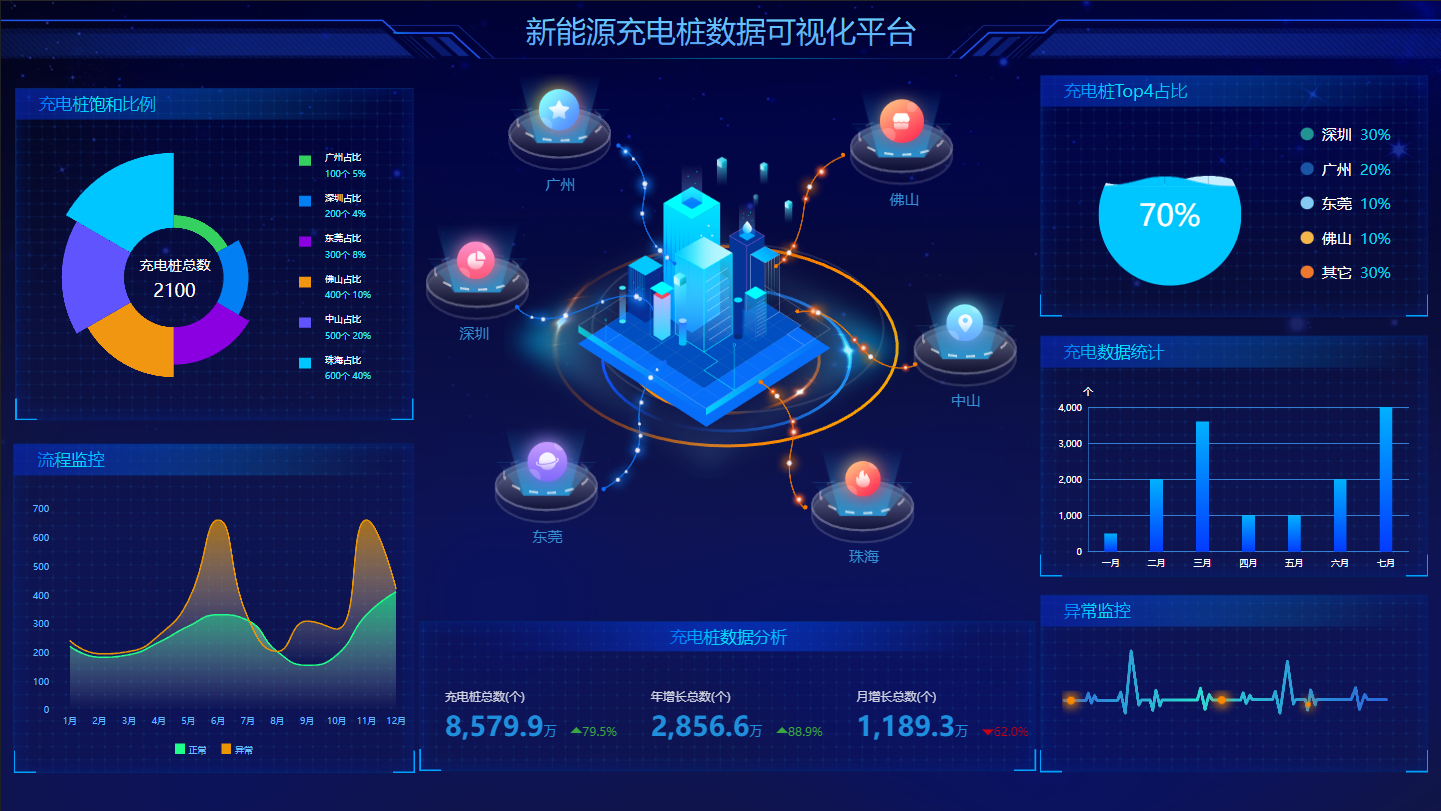 新能源充电桩数据可视化平台
充电桩饱和比例
充电桩总数
2100
广州占比
100个 5%
深圳占比
200个 4%
东莞占比
300个 8%
佛山占比
400个 10%
中山占比
500个 20%
珠海占比
600个 40%
流程监控
700
600
500
400
300
200
100
0
1月 2月 3月 4月 5月 6月 7月 8月 9月 10月 11月 12月
正常 异常
广州
佛山
深圳
中山
东莞
珠海
充电桩数据分析
充电桩总数(个)
8,579.9万 79.5%
年增长总数(个)
2,856.6万 88.9%
月增长总数(个)
1,189.3万 62.0%
充电桩Top4占比
70%
深圳 30%
广州 20%
东莞 10%
佛山 10%
其它 30%
充电数据统计
个
4,000
3,000
2,000
1,000
0
一月 二月 三月 四月 五月 六月 七月
异常监控